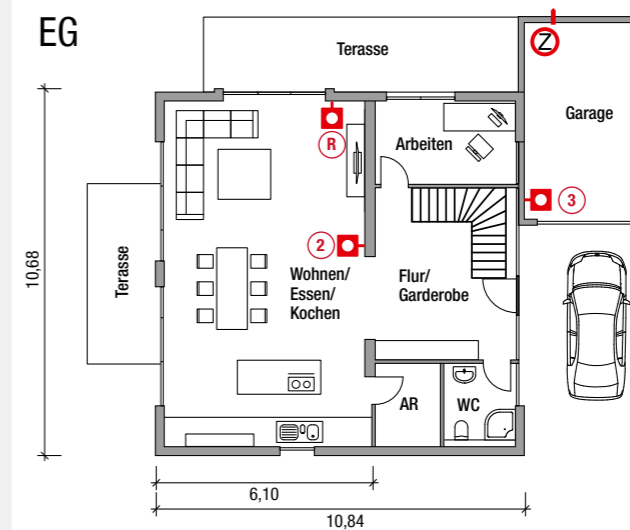 EG
Terasse
Z
Garage
R
Arbeiten
3
2
Wohnen/
Essen/
Kochen
Flur/
Garderobe
Terasse
10,68
AR
WC
6,10
10,84